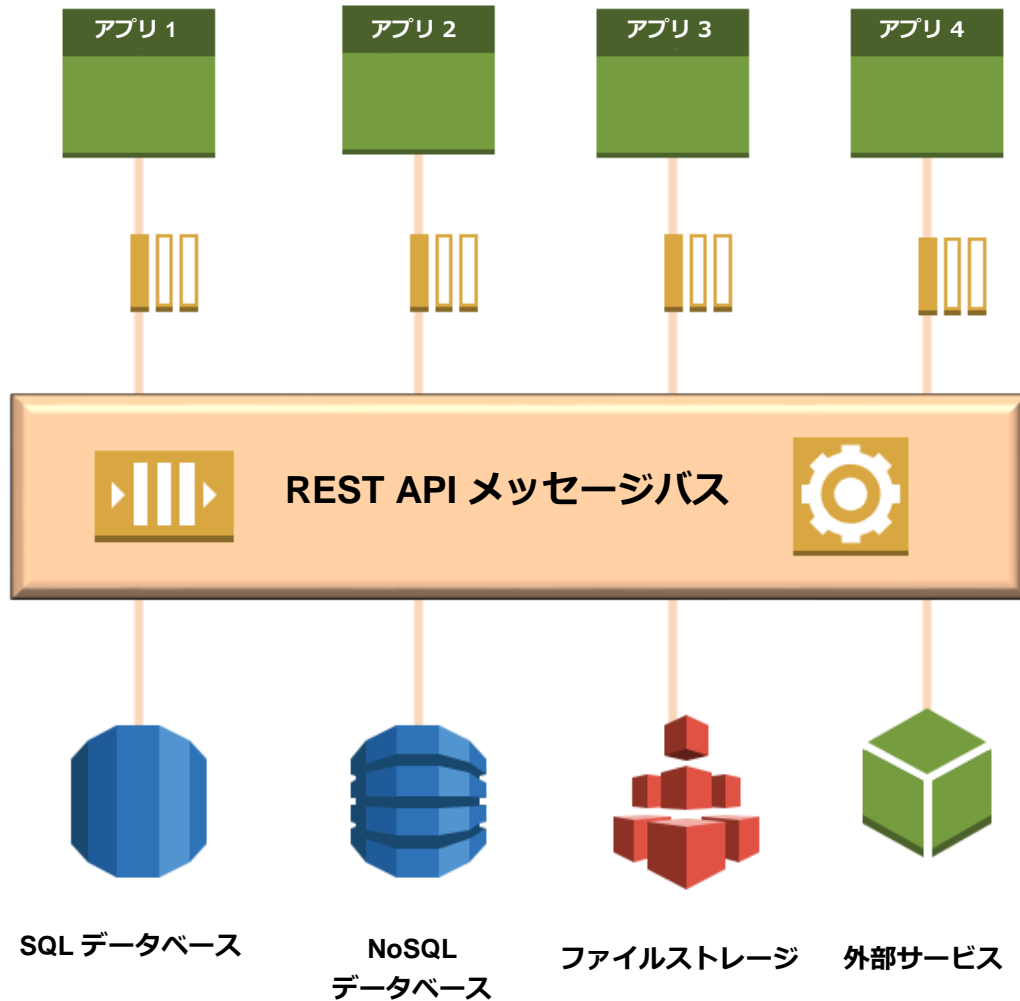 アプリ 1
アプリ 2
アプリ 3
アプリ 4
REST API メッセージバス
SQL データベース
NoSQL
データベース
ファイルストレージ
外部サービス